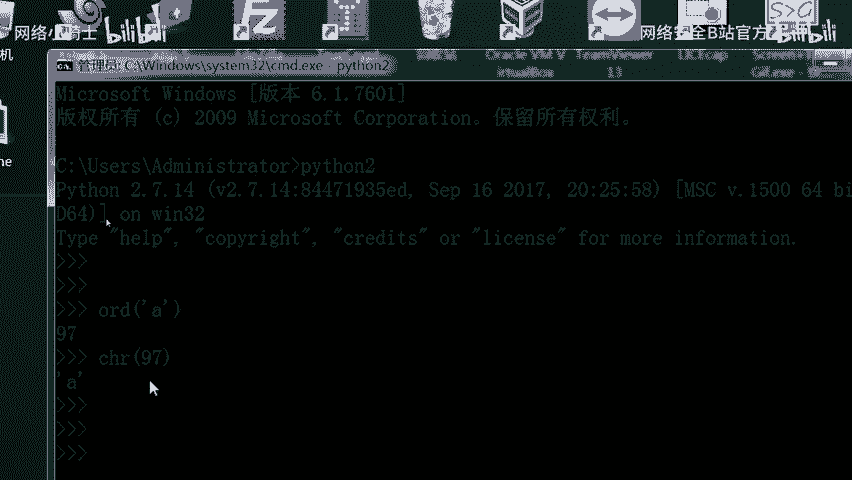 网络小骑士 bilibili
网络安全B站官方 bilibili
机
13
ne
管理员: C:\Windows\system32\cmd.exe - python2
Microsoft Windows [版本 6.1.7601]
版权所有 (c) 2009 Microsoft Corporation。保留所有权利。
C:\Users\Administrator>python2
Python 2.7.14 (v2.7.14:84471935ed, Sep 16 2017, 20:25:58) [MSC v.1500 64 bi
D64)] on win32
Type "help", "copyright", "credits" or "license" for more information.
>>>
>>>
>>> ord('a')
97
>>> chr(97)
'a'
>>>
>>>
>>>